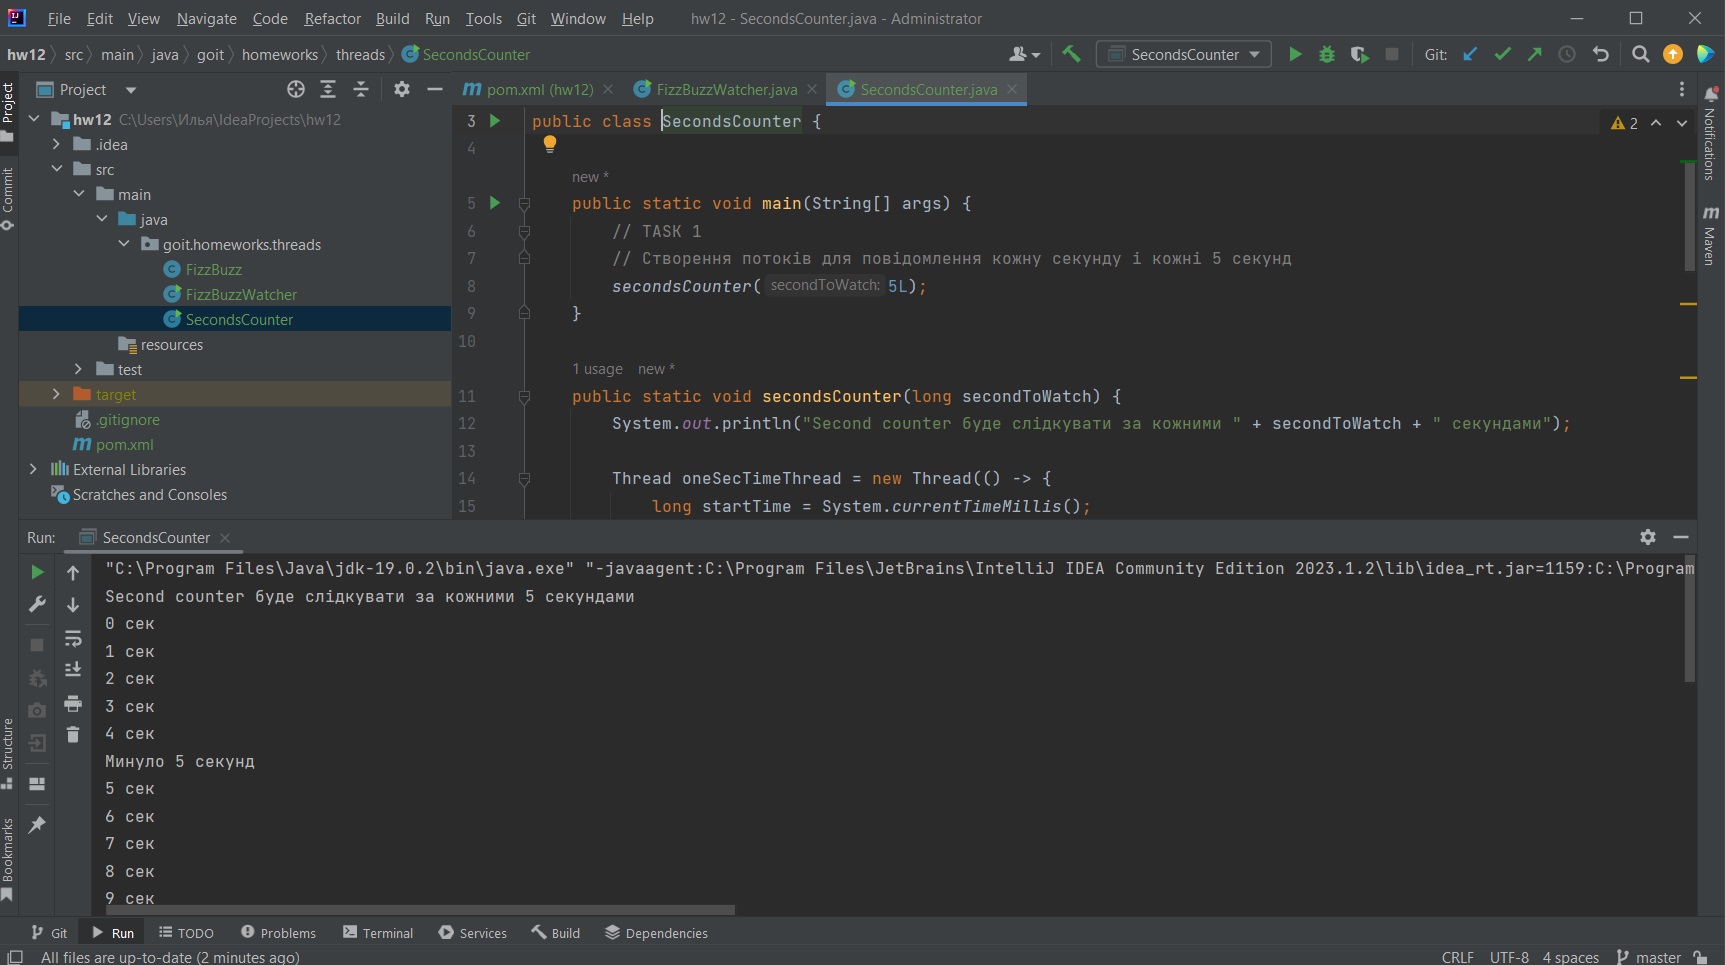 File Edit View Navigate Code Refactor Build Run Tools Git Window Help hw12 - SecondsCounter.java - Administrator
hw12 src main java goit homeworks threads SecondsCounter SecondsCounter Git:
Project
pom.xml (hw12) FizzBuzzWatcher.java SecondsCounter.java
hw12 C:\Users\Илья\IdeaProjects\hw12
.idea
src
main
java
goit.homeworks.threads
FizzBuzz
FizzBuzzWatcher
SecondsCounter
resources
test
target
.gitignore
pom.xml
External Libraries
Scratches and Consoles
3 public class SecondsCounter { 2
4
new *
5 public static void main(String[] args) {
6 // TASK 1
7 // Створення потоків для повідомлення кожну секунду і кожні 5 секунд
8 secondsCounter( secondToWatch: 5L);
9 }
10
1 usage new *
11 public static void secondsCounter(long secondToWatch) {
12 System.out.println("Second counter буде слідкувати за кожними " + secondToWatch + " секундами");
13
14 Thread oneSecTimeThread = new Thread(() -> {
15 long startTime = System.currentTimeMillis();
Run: SecondsCounter
"C:\Program Files\Java\jdk-19.0.2\bin\java.exe" "-javaagent:C:\Program Files\JetBrains\IntelliJ IDEA Community Edition 2023.1.2\lib\idea_rt.jar=1159:C:\Program
Second counter буде слідкувати за кожними 5 секундами
0 сек
1 сек
2 сек
3 сек
4 сек
Минуло 5 секунд
5 сек
6 сек
7 сек
8 сек
9 сек
Project
Commit
Structure
Bookmarks
Notifications
Maven
Git Run TODO Problems Terminal Services Build Dependencies
All files are up-to-date (2 minutes ago) CRLF UTF-8 4 spaces master